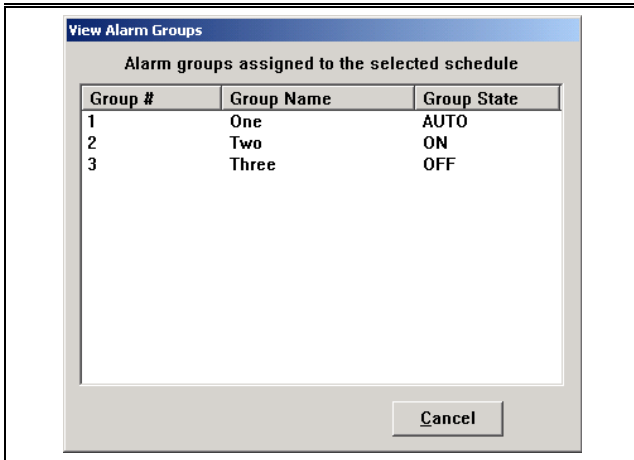 View Alarm Groups
Alarm groups assigned to the selected schedule
Group # Group Name Group State
1 One AUTO
2 Two ON
3 Three OFF
Cancel